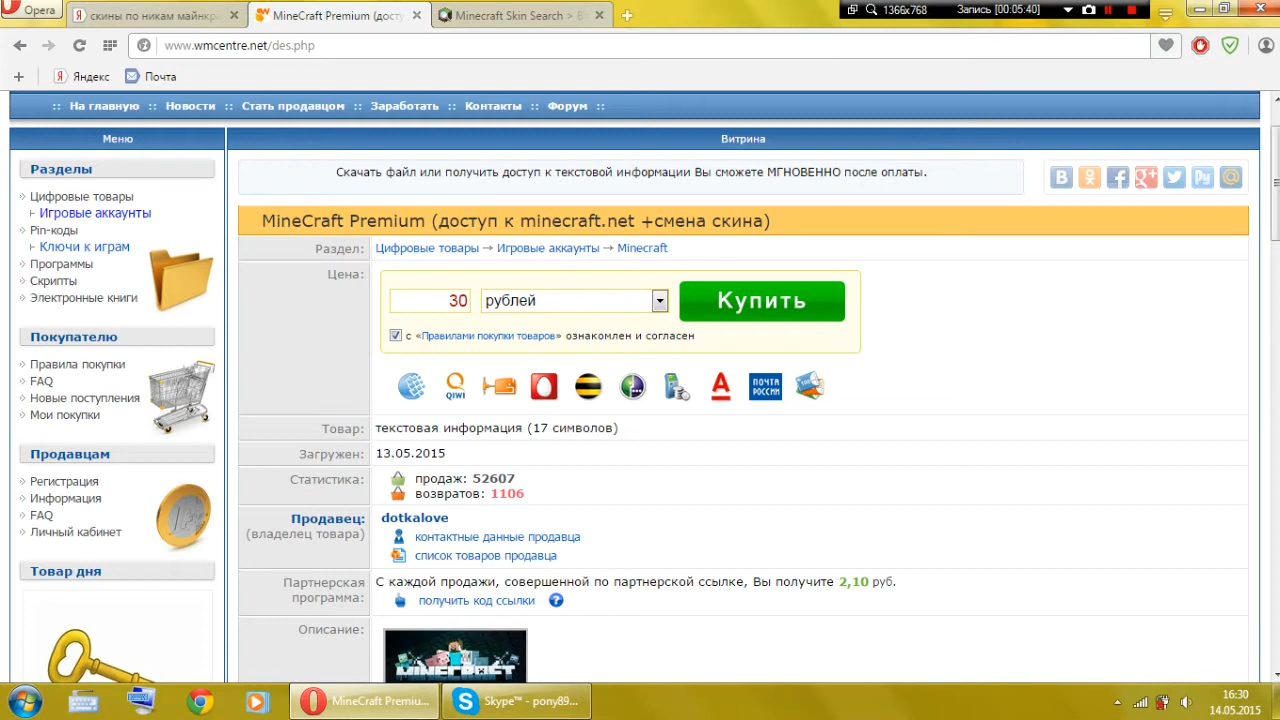 Opera
скины по никам майнкра
MineCraft Premium (досту
Minecraft Skin Search > В
1366x768
Запись [00:05:40]
www.wmcentre.net/des.php
Яндекс
Почта
:: На главную :: Новости :: Стать продавцом :: Заработать :: Контакты :: Форум ::
Меню
Витрина
Разделы
Цифровые товары
Игровые аккаунты
Pin-коды
Ключи к играм
Программы
Скрипты
Электронные книги
Покупателю
Правила покупки
FAQ
Новые поступления
Мои покупки
Продавцам
Регистрация
Информация
FAQ
Личный кабинет
Товар дня
Скачать файл или получить доступ к текстовой информации Вы сможете МГНОВЕННО после оплаты.
MineCraft Premium (доступ к minecraft.net +смена скина)
Раздел: Цифровые товары → Игровые аккаунты → Minecraft
Цена:
30 рублей Купить
с «Правилами покупки товаров» ознакомлен и согласен
QIWI
ПОЧТА РОССИИ
Товар: текстовая информация (17 символов)
Загружен: 13.05.2015
Статистика: продаж: 52607
возвратов: 1106
Продавец: dotkalove
(владелец товара) контактные данные продавца
список товаров продавца
Партнерская программа: С каждой продажи, совершенной по партнерской ссылке, Вы получите 2,10 руб.
получить код ссылки
Описание:
MINECRAFT
MineCraft Premiu...
Skype™ - pony89...
16:30
14.05.2015